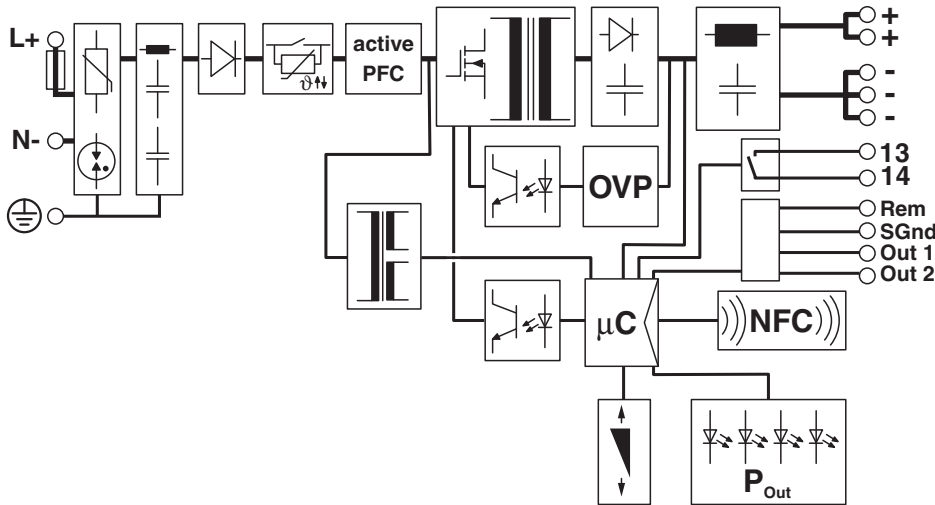 L+
active
PFC
+
+
N-
ϑ
-
-
-
13
14
OVP
Rem
SGnd
Out 1
Out 2
µC
NFC
P Out